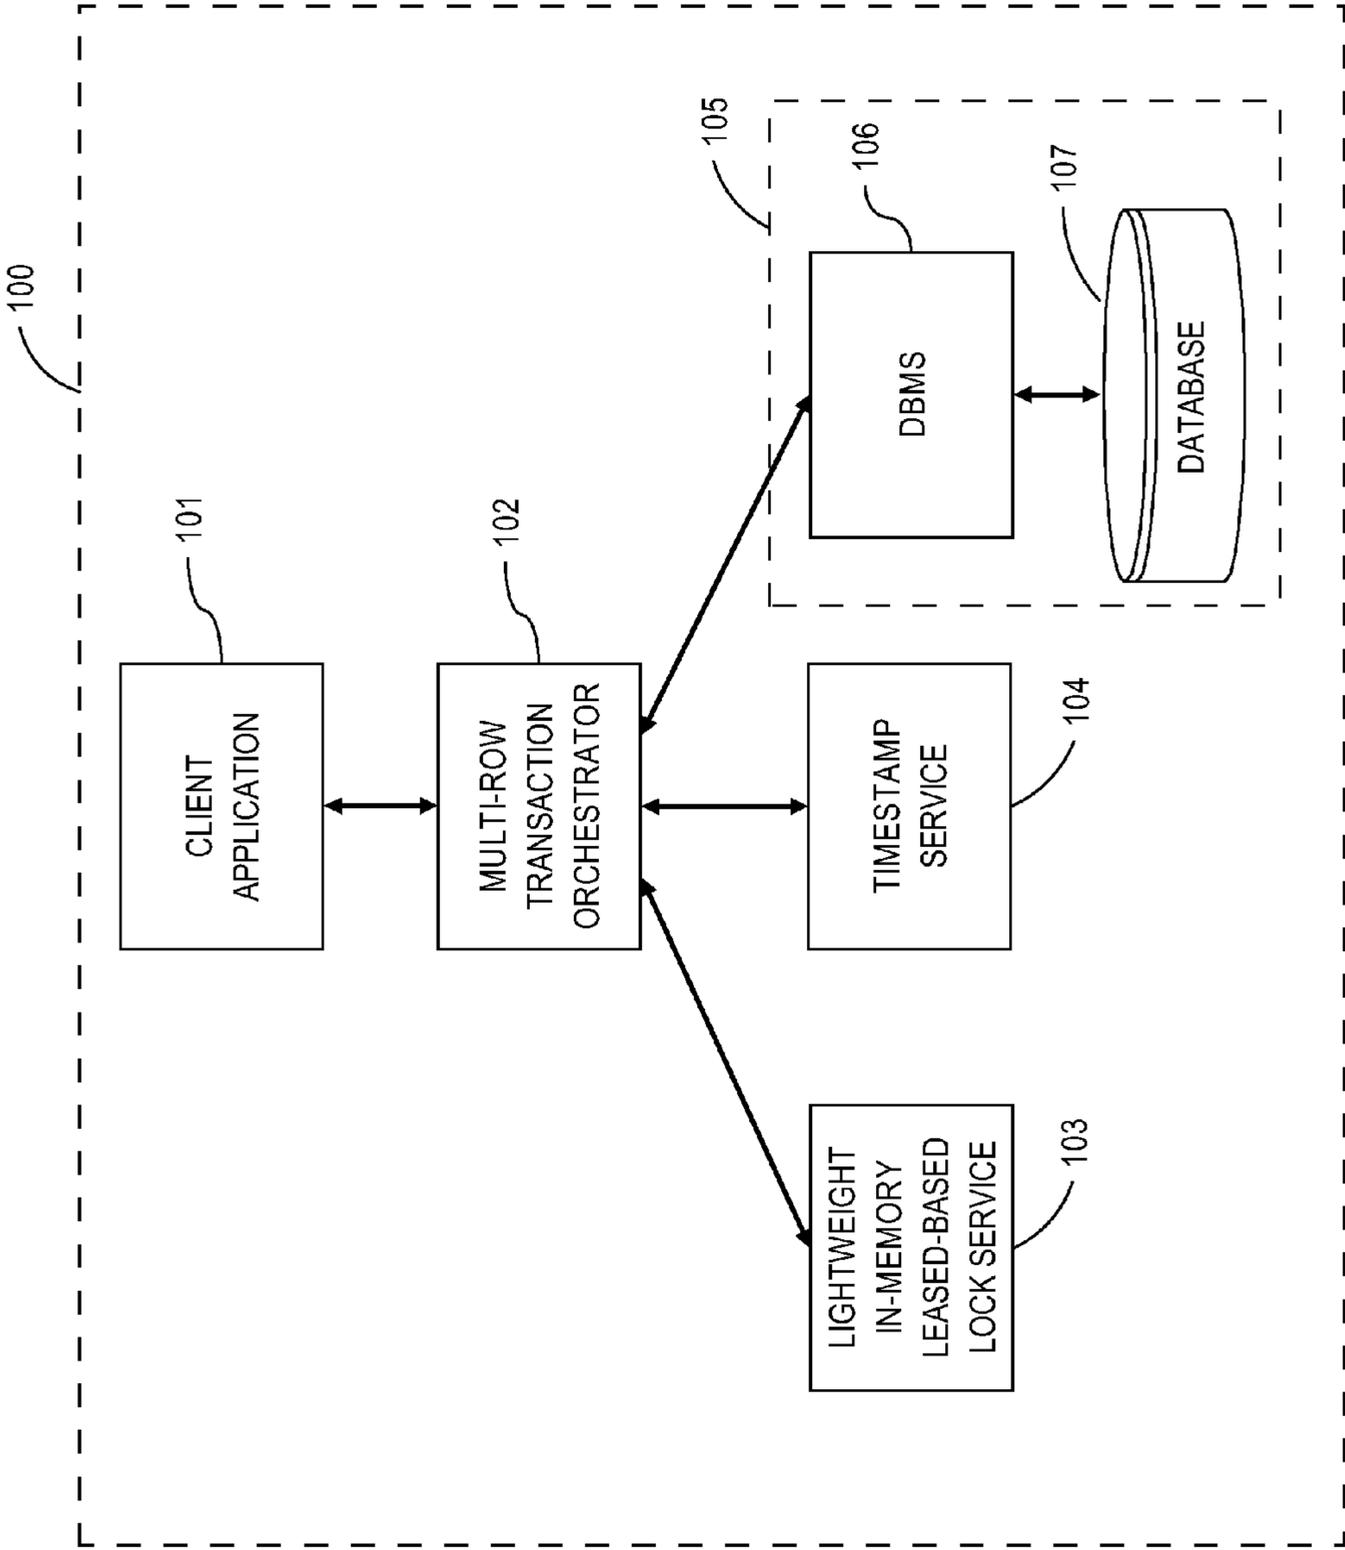 100
101
CLIENT
APPLICATION
102
MULTI-ROW
TRANSACTION
ORCHESTRATOR
105
106
DBMS
107
DATABASE
TIMESTAMP
SERVICE
104
LIGHTWEIGHT
IN-MEMORY
LEASED-BASED
LOCK SERVICE
103